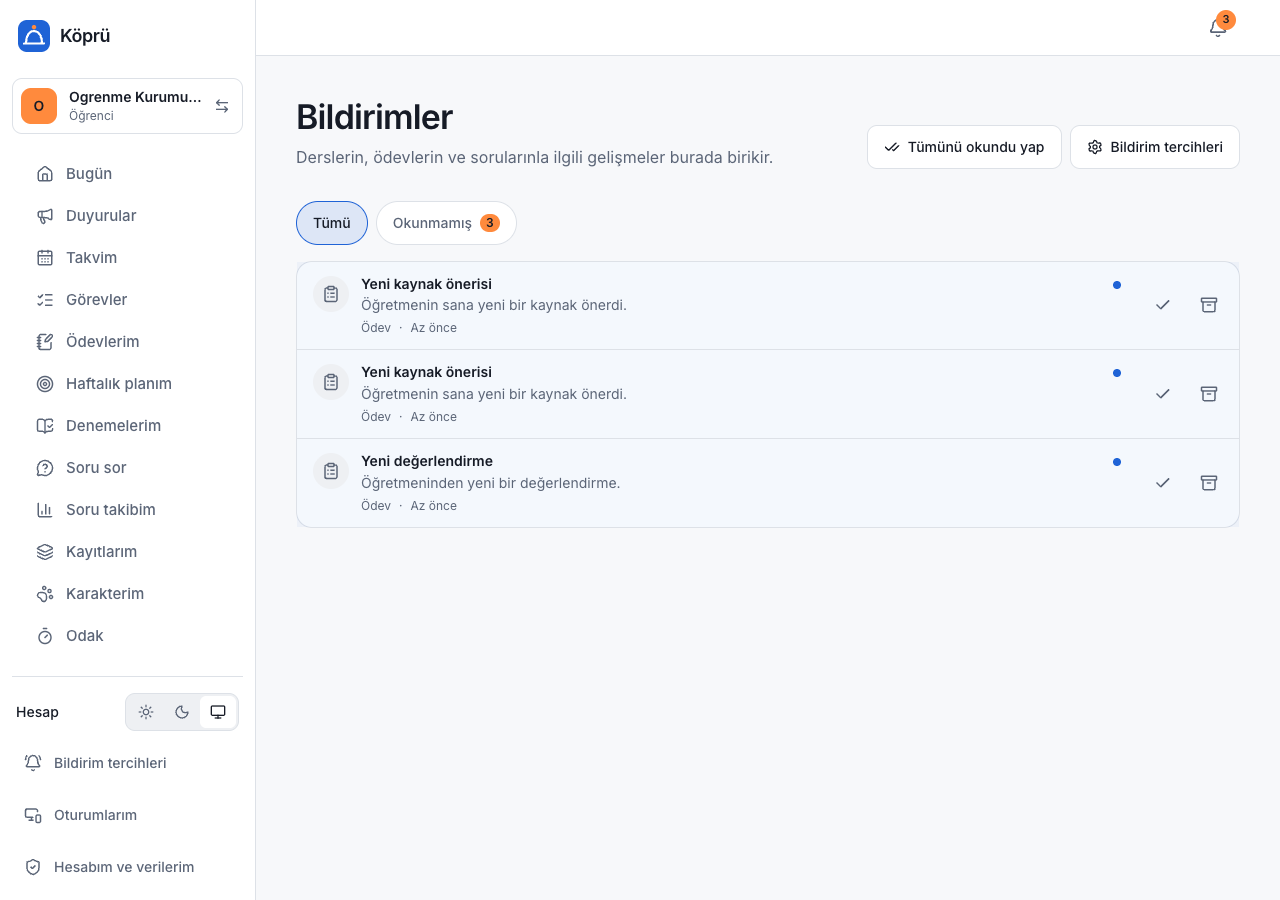 Köprü
3
O
Ogrenme Kurumu...
Öğrenci
Bugün
Duyurular
Takvim
Görevler
Ödevlerim
Haftalık planım
Denemelerim
Soru sor
Soru takibim
Kayıtlarım
Karakterim
Odak
Hesap
Bildirim tercihleri
Oturumlarım
Hesabım ve verilerim
Bildirimler
Derslerin, ödevlerin ve sorularınla ilgili gelişmeler burada birikir.
Tümünü okundu yap
Bildirim tercihleri
Tümü
Okunmamış 3
Yeni kaynak önerisi
Öğretmenin sana yeni bir kaynak önerdi.
Ödev · Az önce
Yeni kaynak önerisi
Öğretmenin sana yeni bir kaynak önerdi.
Ödev · Az önce
Yeni değerlendirme
Öğretmeninden yeni bir değerlendirme.
Ödev · Az önce